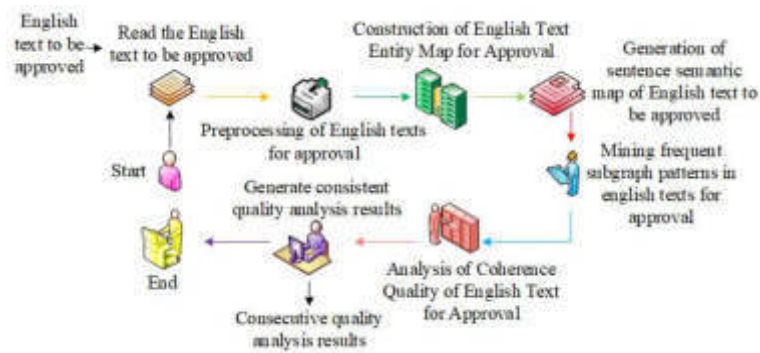 English
text to be
approved
Read the English
text to be approved
Construction of English Text
Entity Map for Approval
Generation of
sentence semantic
map of English text to
be approved
Preprocessing of English texts
for approval
Start
Mining frequent
subgraph patterns in
english texts for
approval
Generate consistent
quality analysis results
End
Analysis of Coherence
Quality of English Text
for Approval
Consecutive quality
analysis results